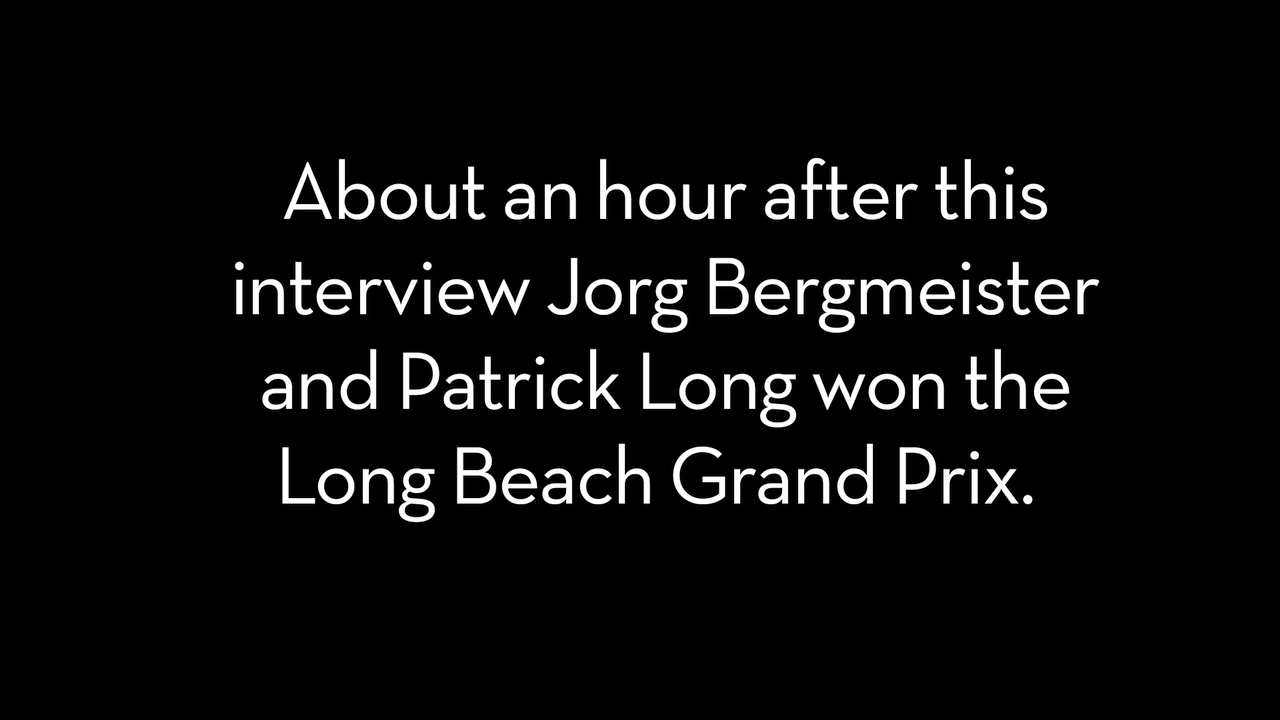 About an hour after this
interview Jorg Bergmeister
and Patrick Long won the
Long Beach Grand Prix.